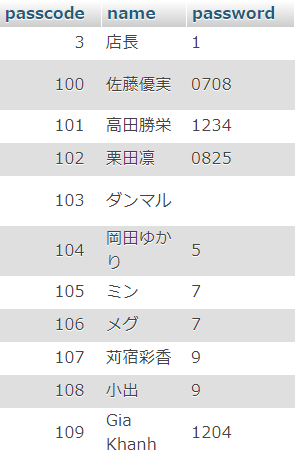 passcode name password
3 店長 1
100 佐藤優実 0708
101 高田勝栄 1234
102 栗田凛 0825
103 ダンマル
104 岡田ゆか
り 5
105 ミン 7
106 メグ 7
107 苅宿彩香 9
108 小出 9
109 Gia
Khanh 1204